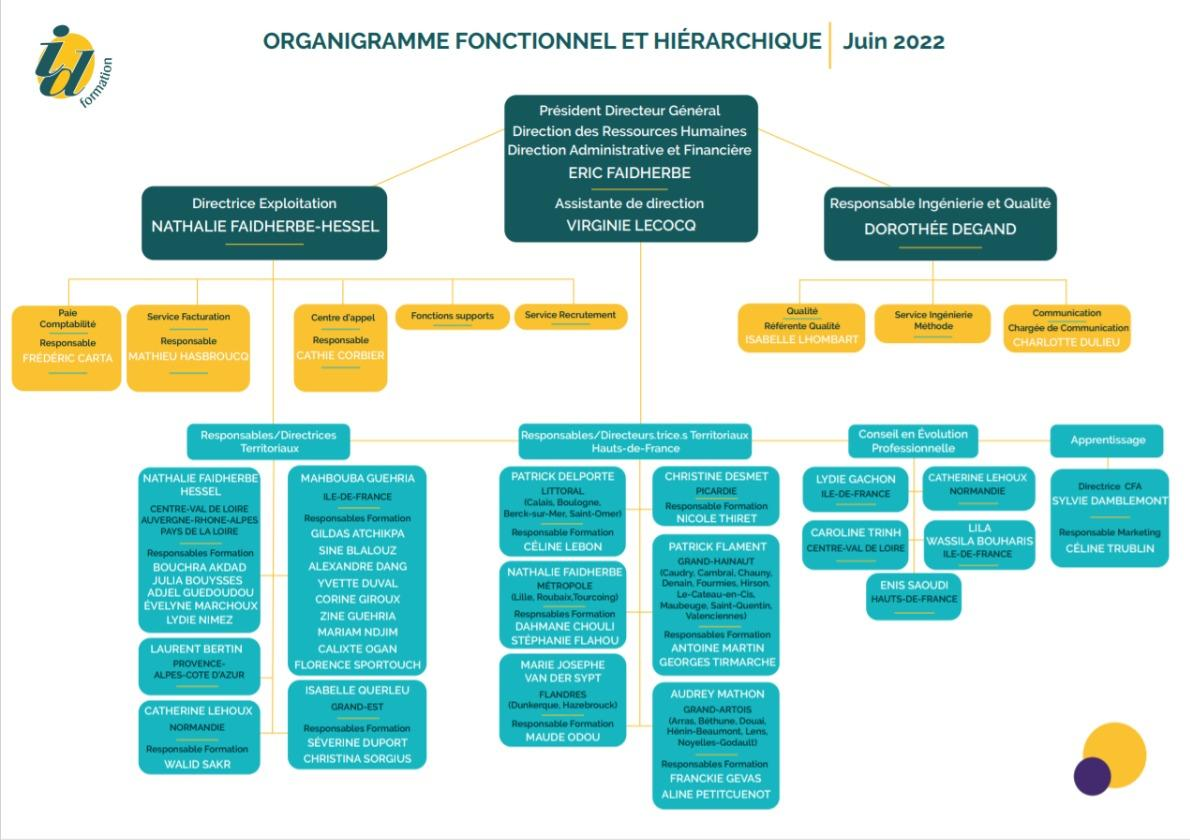 id
formation
ORGANIGRAMME FONCTIONNEL ET HIÉRARCHIQUE
Juin 2022
Président Directeur Général
Direction des Ressources Humaines
Direction Administrative et Financière
ERIC FAIDHERBE
Assistante de direction
VIRGINIE LECOCQ
Directrice Exploitation
NATHALIE FAIDHERBE-HESSEL
Responsable Ingénierie et Qualité
DOROTHÉE DEGAND
Paie
Comptabilité
Responsable
FRÉDÉRIC CARTA
Service Facturation
Responsable
MATHIEU HASBROUCQ
Centre d'appel
Responsable
CATHIE CORBIER
Fonctions supports
Service Recrutement
Qualité
Référente Qualité
ISABELLE LHOMBART
Service Ingénierie
Méthode
Communication
Chargée de Communication
CHARLOTTE DULIEU
Responsables/Directrices
Territoriaux
NATHALIE FAIDHERBE
HESSEL
CENTRE-VAL DE LOIRE
AUVERGNE-RHONE-ALPES
PAYS DE LA LOIRE
Responsables Formation
BOUCHRA AKDAD
JULIA BOUYSSES
ADJEL GUEDOUDOU
ÉVELYNE MARCHOUX
LYDIE NIMEZ
LAURENT BERTIN
PROVENCE-
ALPES-COTE D'AZUR
CATHERINE LEHOUX
NORMANDIE
Responsable Formation
WALID SAKR
MAHBOUBA GUEHRIA
ILE-DE-FRANCE
Responsables Formation
GILDAS ATCHIKPA
SINE BLALOUZ
ALEXANDRE DANG
YVETTE DUVAL
CORINE GIROUX
ZINE GUEHRIA
MARIAM NDJIM
CALIXTE OGAN
FLORENCE SPORTOUCH
ISABELLE QUERLEU
GRAND-EST
Responsables Formation
SÉVERINE DUPORT
CHRISTINA SORGIUS
Responsables/Directeurs.trice.s Territoriaux
Hauts-de-France
PATRICK DELPORTE
LITTORAL
(Calais, Boulogne,
Berck-sur-Mer, Saint-Omer)
Responsable Formation
CÉLINE LEBON
NATHALIE FAIDHERBE
MÉTROPOLE
(Lille, Roubaix,Tourcoing)
Respnsables Formation
DAHMANE CHOULI
STÉPHANIE FLAHOU
MARIE JOSEPHE
VAN DER SYPT
FLANDRES
(Dunkerque, Hazebrouck)
Responsable Formation
MAUDE ODOU
CHRISTINE DESMET
PICARDIE
Responsable Formation
NICOLE THIRET
PATRICK FLAMENT
GRAND-HAINAUT
(Caudry, Cambrai, Chauny,
Denain, Fourmies, Hirson,
Le-Cateau-en-Cis,
Maubeuge, Saint-Quentin,
Valenciennes)
Responsables Formation
ANTOINE MARTIN
GEORGES TIRMARCHE
AUDREY MATHON
GRAND-ARTOIS
(Arras, Béthune, Douai,
Hénin-Beaumont, Lens,
Noyelles-Godault)
Responsables Formation
FRANCKIE GEVAS
ALINE PETITCUENOT
Conseil en Évolution
Professionnelle
LYDIE GACHON
ILE-DE-FRANCE
CATHERINE LEHOUX
NORMANDIE
CAROLINE TRINH
CENTRE-VAL DE LOIRE
LILA
WASSILA BOUHARIS
ILE-DE-FRANCE
ENIS SAOUDI
HAUTS-DE-FRANCE
Apprentissage
Directrice CFA
SYLVIE DAMBLEMONT
Responsable Marketing
CÉLINE TRUBLIN